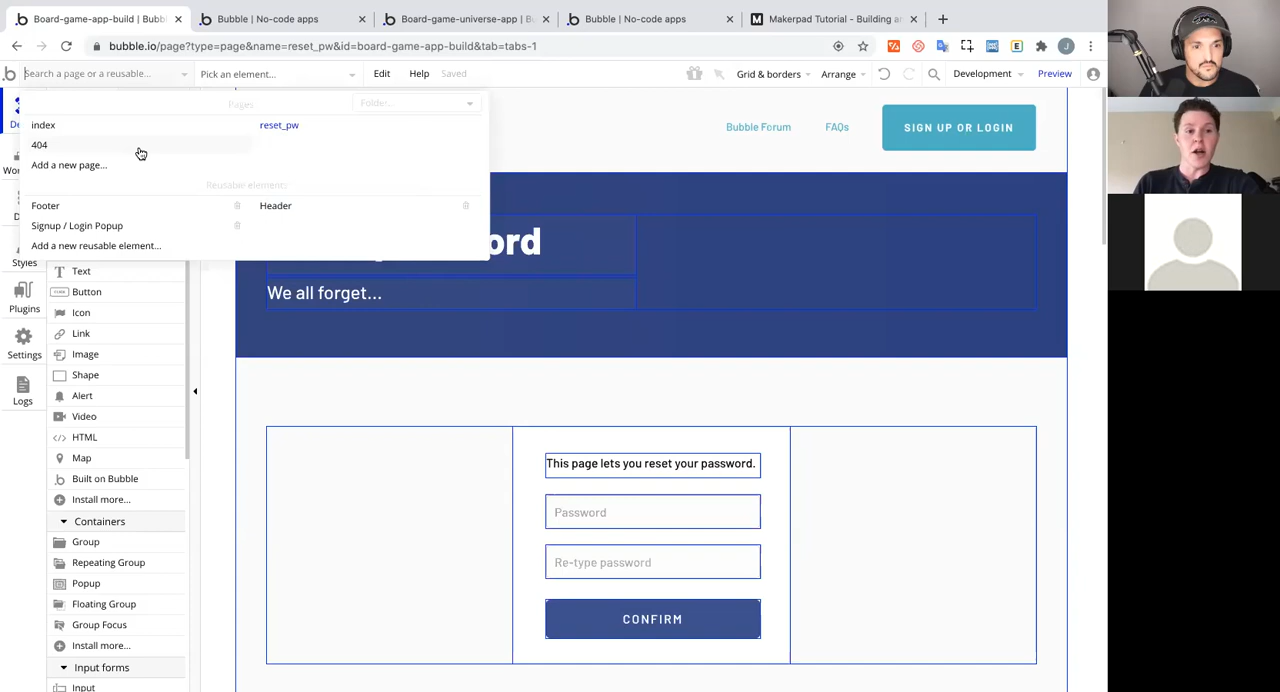 Board-game-app-build | Bubb
Bubble | No-code apps
Board-game-universe-app | Bu
Bubble | No-code apps
Makerpad Tutorial - Building an
bubble.io/page?type=page&name=reset_pw&id=board-game-app-build&tab=tabs-1
Search a page or a reusable...
Pick an element...
Edit
Help
Saved
Grid & borders
Arrange
Development
Preview
Pages
Folder...
index
reset_pw
404
Add a new page...
Reusable elements
Footer
Header
Signup / Login Popup
Add a new reusable element...
Styles
Plugins
Settings
Logs
Text
Button
Icon
Link
Image
Shape
Alert
Video
HTML
Map
Built on Bubble
Install more...
Containers
Group
Repeating Group
Popup
Floating Group
Group Focus
Install more...
Input forms
Input
Bubble Forum
FAQs
SIGN UP OR LOGIN
ord
We all forget...
This page lets you reset your password.
Password
Re-type password
CONFIRM